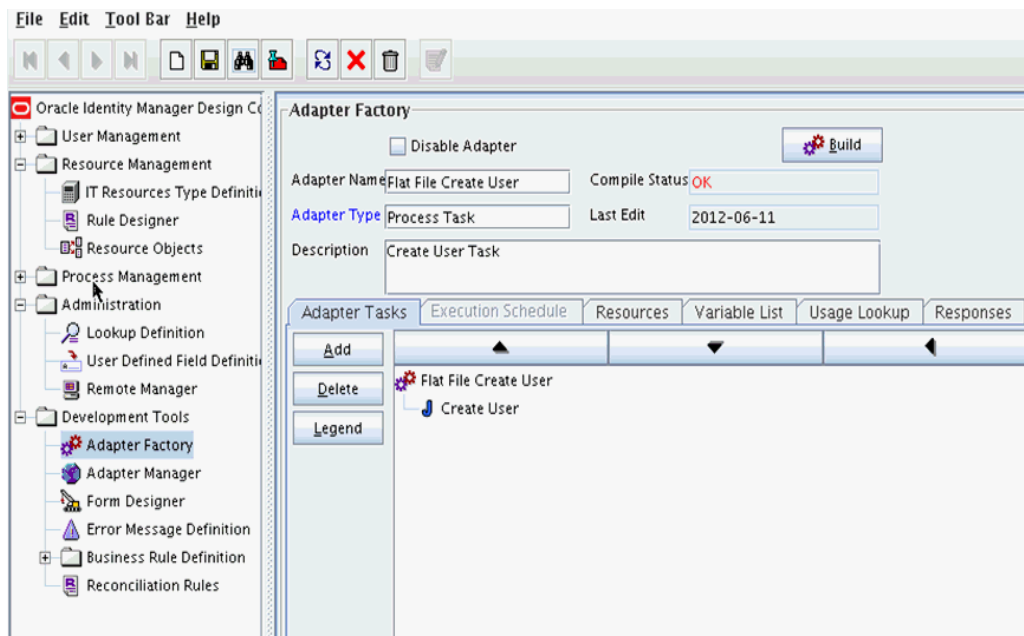 File Edit Tool Bar Help
Oracle Identity Manager Design Co
User Management
Resource Management
IT Resources Type Definiti
Rule Designer
Resource Objects
Process Management
Administration
Lookup Definition
User Defined Field Definiti
Remote Manager
Development Tools
Adapter Factory
Adapter Manager
Form Designer
Error Message Definition
Business Rule Definition
Reconciliation Rules
Adapter Factory
Disable Adapter
Build
Adapter Name Flat File Create User Compile Status OK
Adapter Type Process Task Last Edit 2012-06-11
Description Create User Task
Adapter Tasks Execution Schedule Resources Variable List Usage Lookup Responses
Add
Delete
Legend
Flat File Create User
Create User